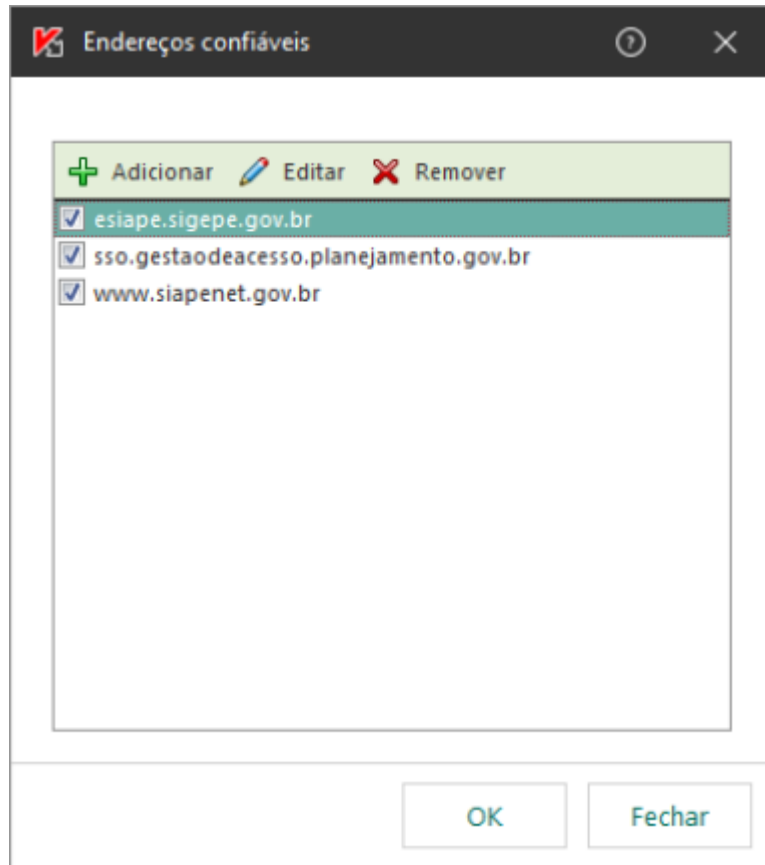 Endereços confiáveis
Adicionar Editar Remover
esiape.sigepe.gov.br
sso.gestaodeacesso.planejamento.gov.br
www.siapenet.gov.br
OK Fechar